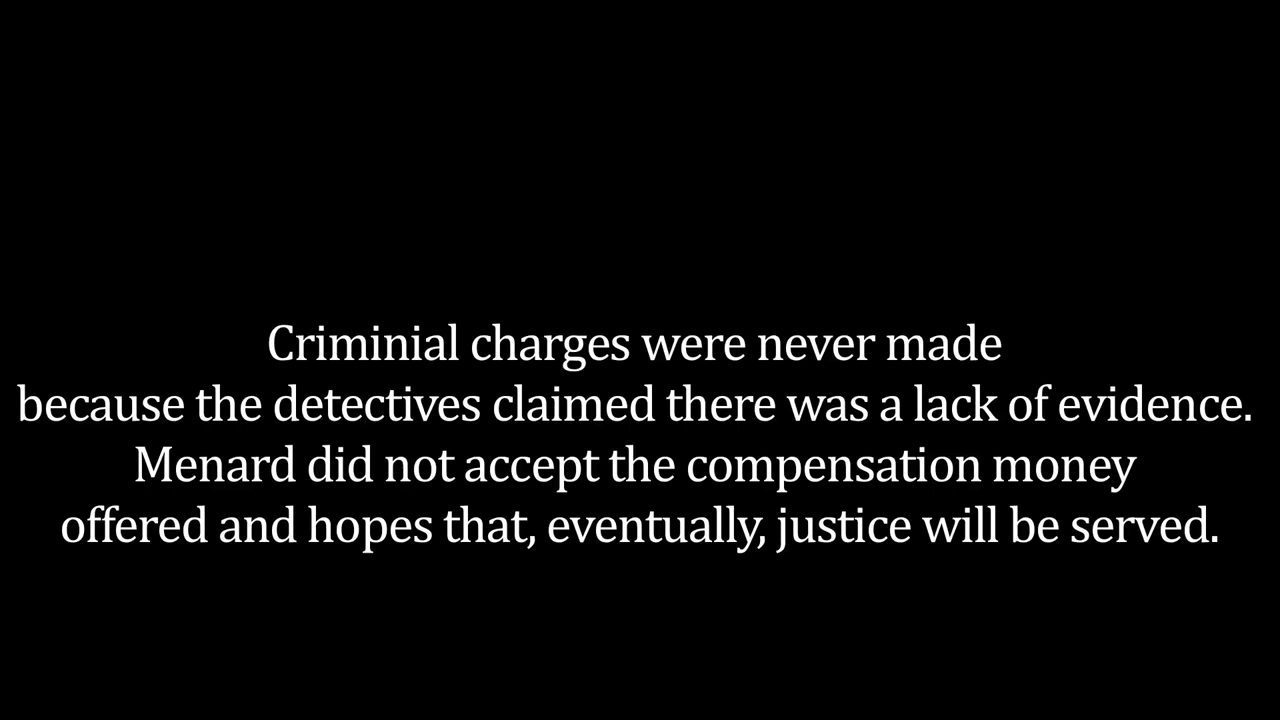 Criminial charges were never made
because the detectives claimed there was a lack of evidence.
Menard did not accept the compensation money
offered and hopes that, eventually, justice will be served.